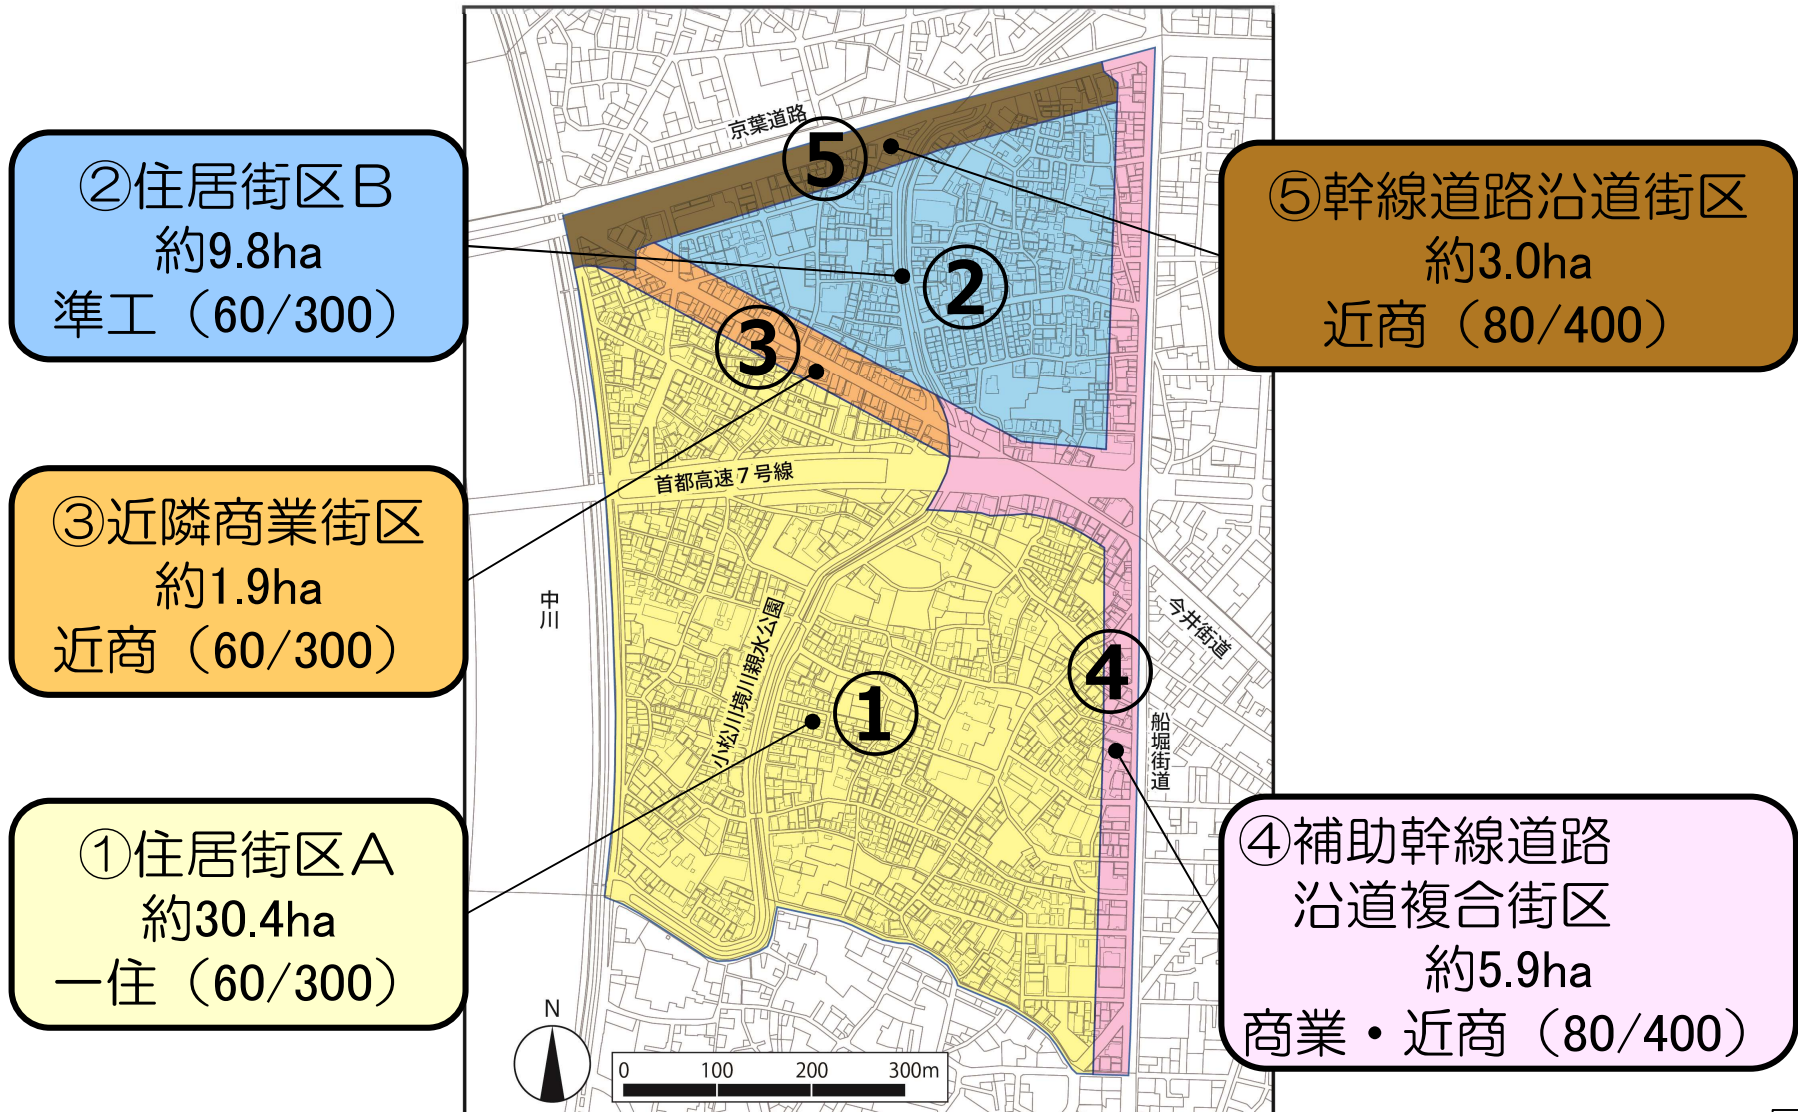 ②住居街区B
約9.8ha
準工（60/300）
③近隣商業街区
約1.9ha
近商（60/300）
①住居街区A
約30.4ha
一住（60/300）
京葉道路
⑤
②
③
首都高速7号線
中川
小松川境川親水公園
①
④
今井街道
船堀街道
N
0 100 200 300m
⑤幹線道路沿道街区
約3.0ha
近商（80/400）
④補助幹線道路
沿道複合街区
約5.9ha
商業・近商（80/400）